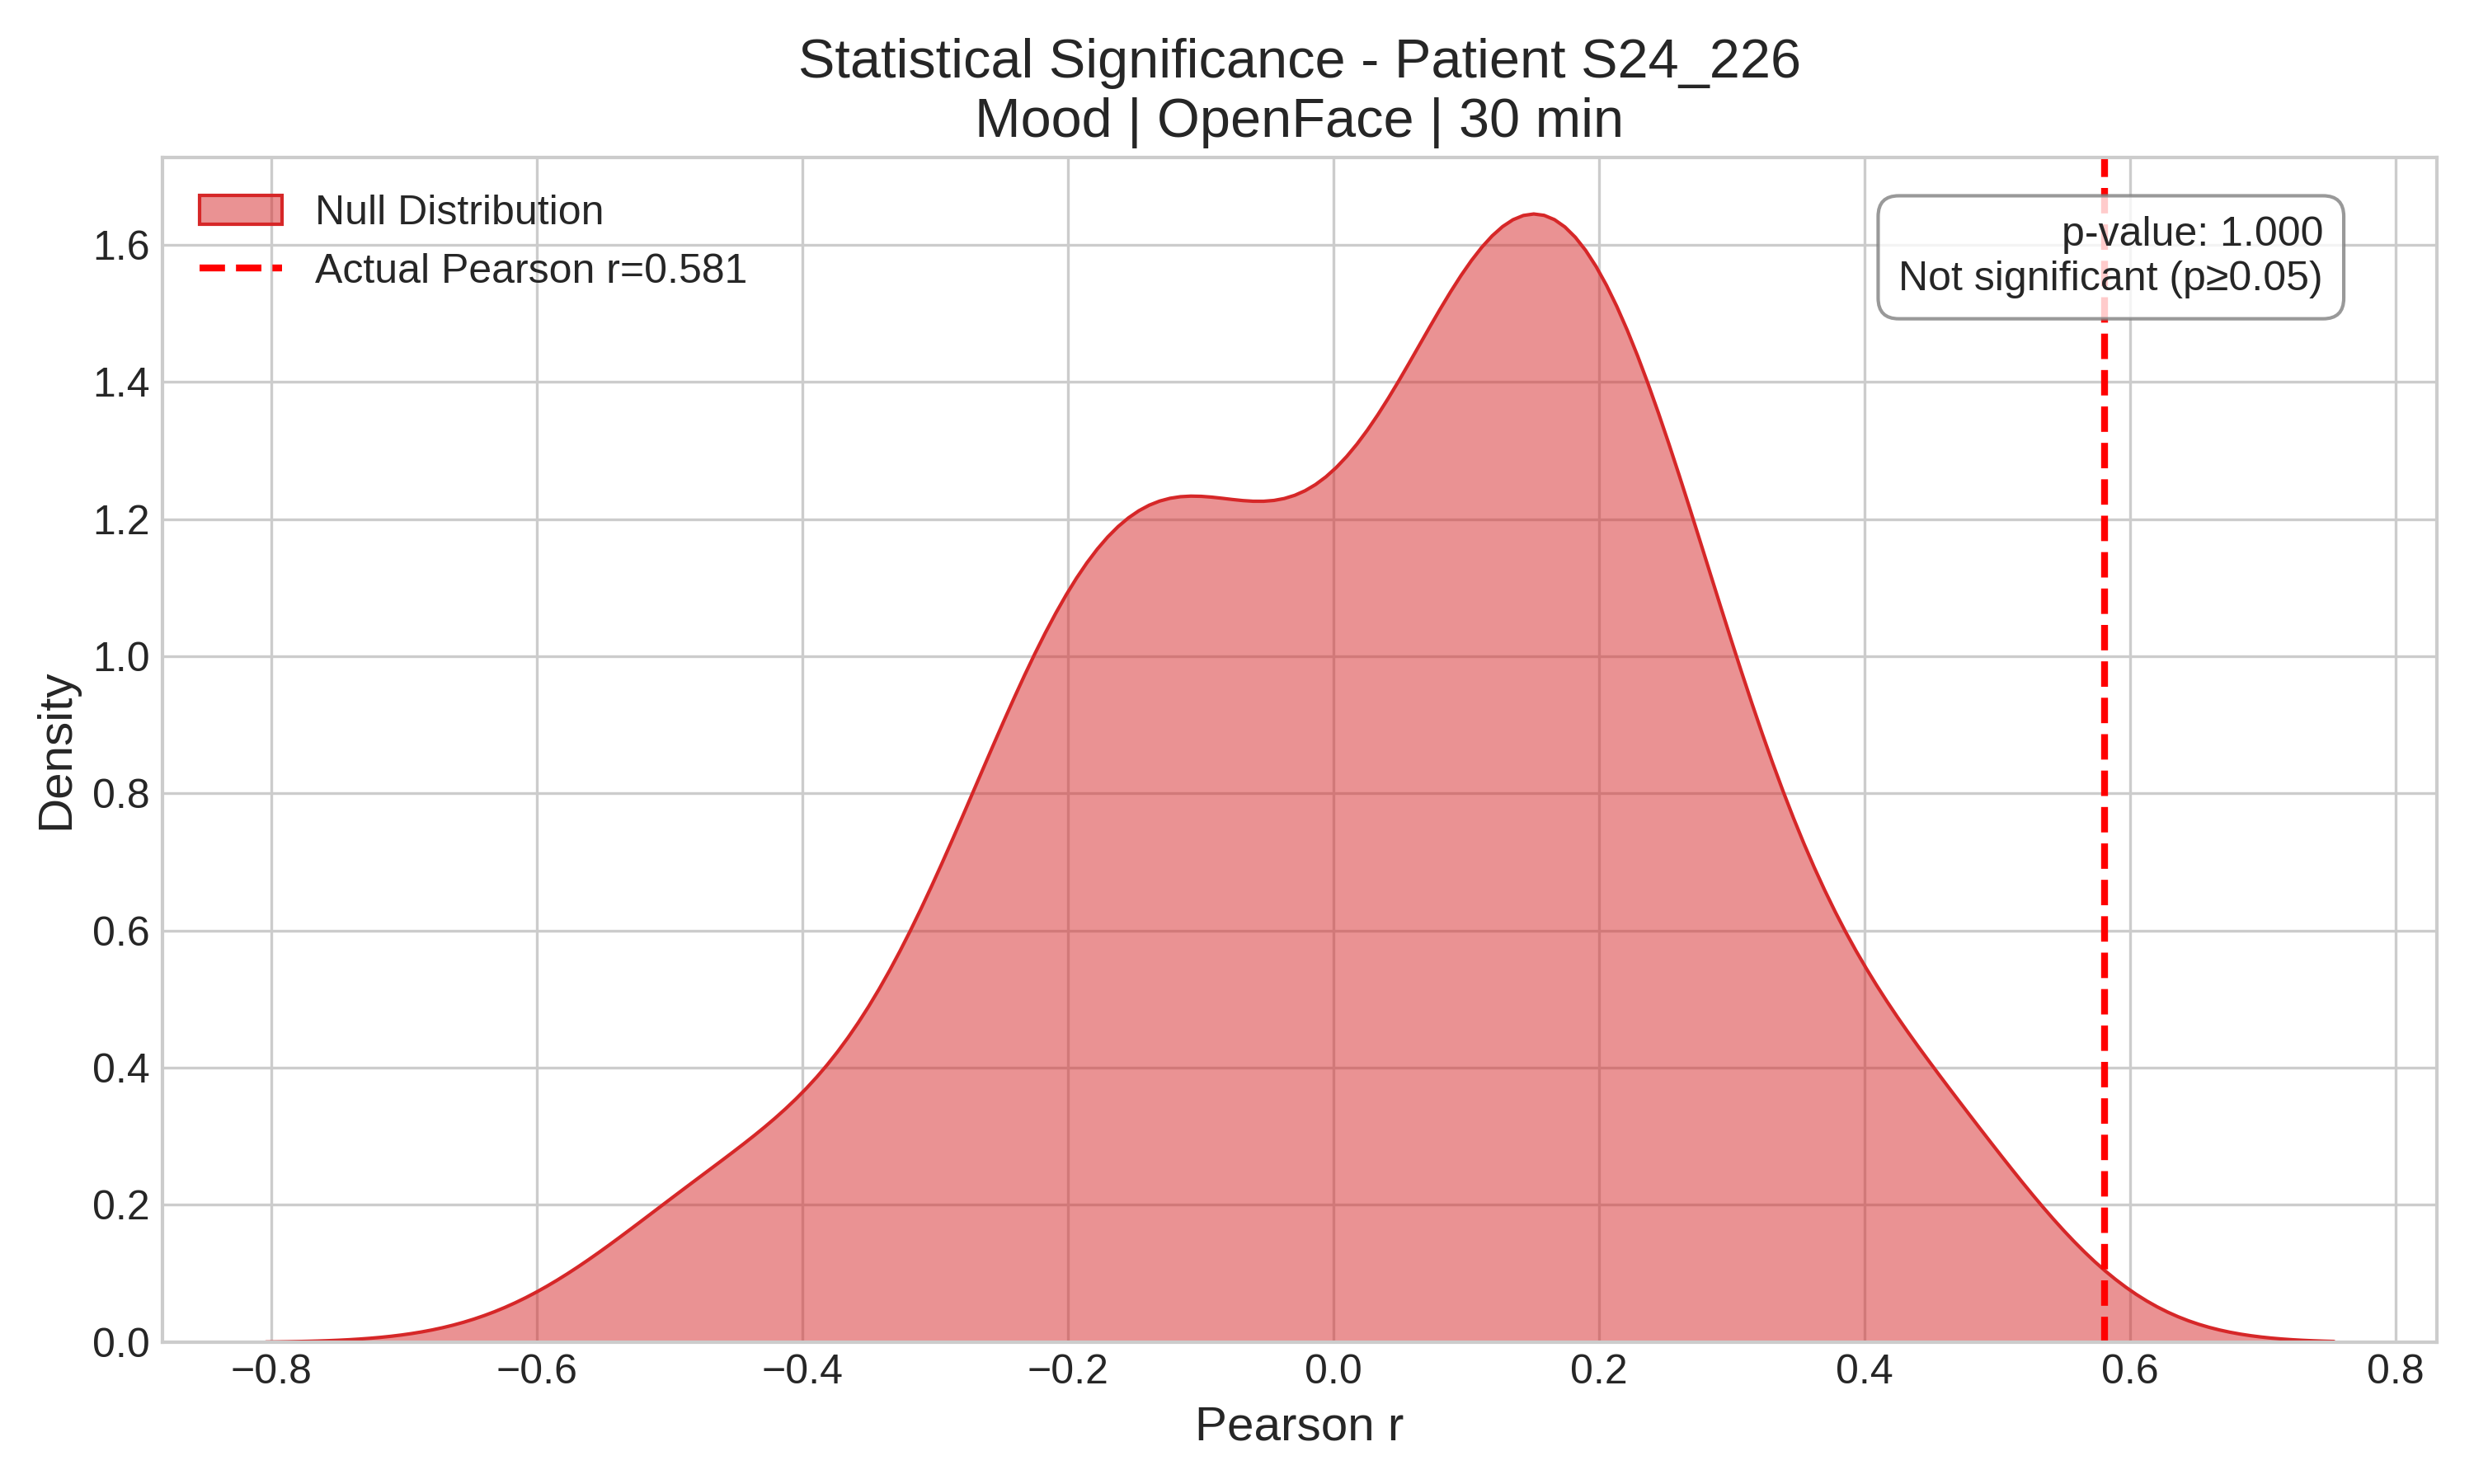 Statistical Significance - Patient S24_226
Mood | OpenFace | 30 min
Null Distribution
Actual Pearson r=0.581
p-value: 1.000
Not significant (p≥0.05)
Density
1.6
1.4
1.2
1.0
0.8
0.6
0.4
0.2
0.0
−0.8 −0.6 −0.4 −0.2 0.0 0.2 0.4 0.6 0.8
Pearson r